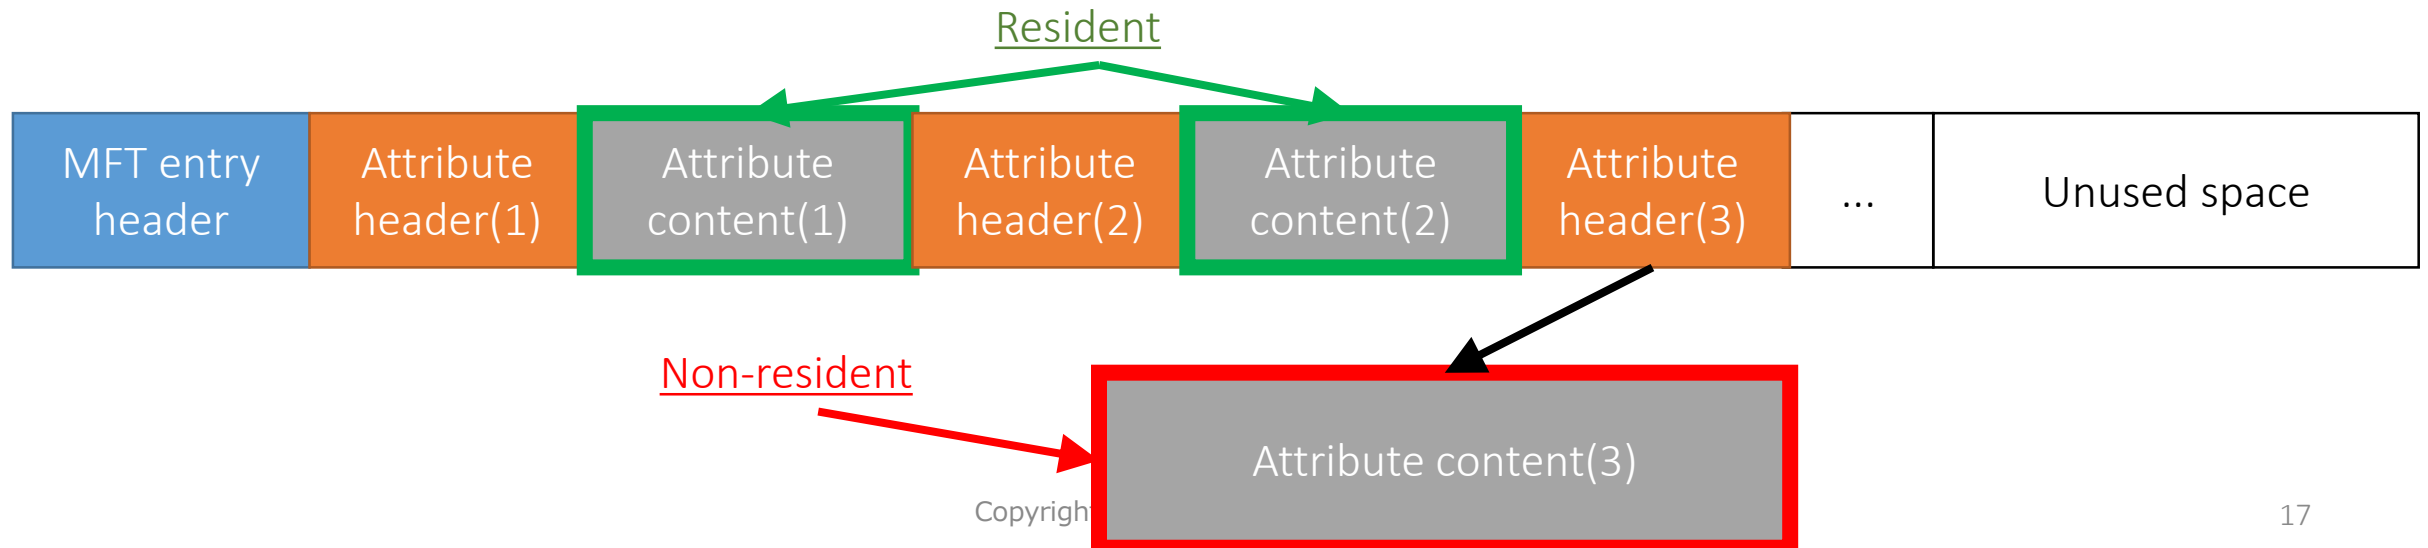 Resident
MFT entry
header
Attribute
header(1)
Attribute
content(1)
Attribute
header(2)
Attribute
content(2)
Attribute
header(3)
...
Unused space
Non-resident
Attribute content(3)
17